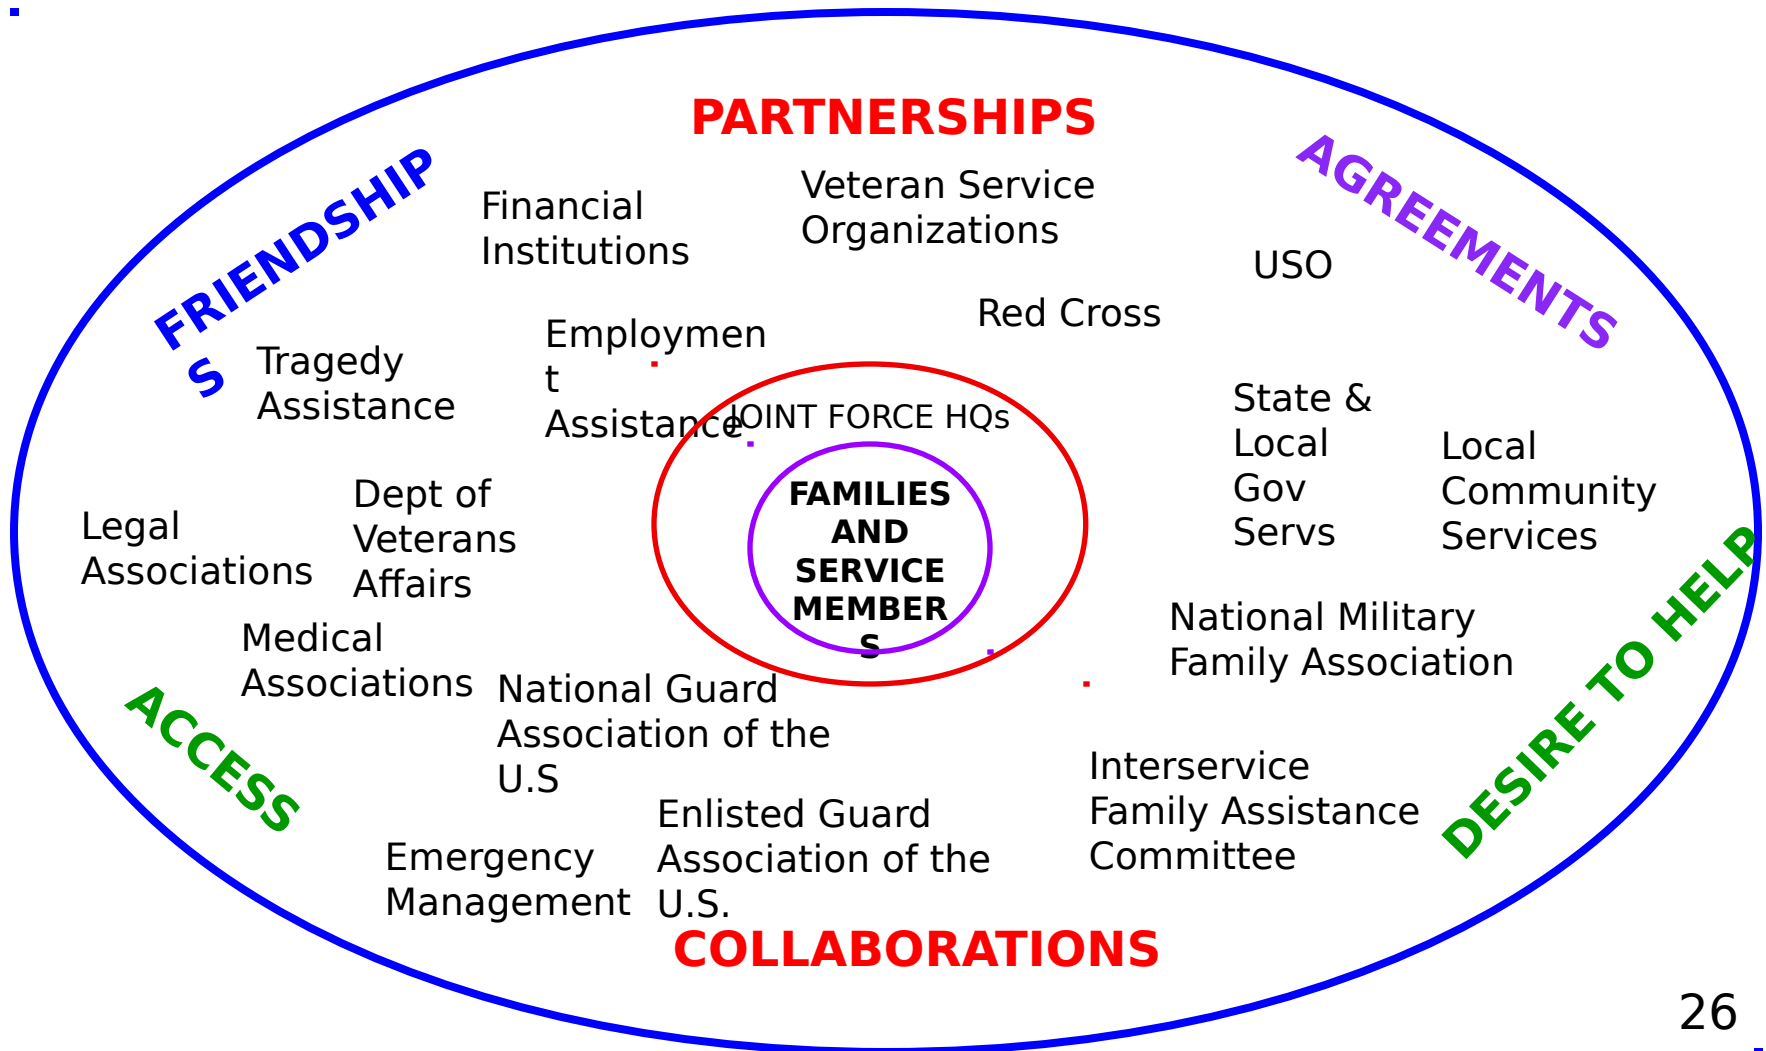 PARTNERSHIPS
FRIENDSHIP
S
AGREEMENTS
Financial
Institutions
Veteran Service
Organizations
USO
Red Cross
Tragedy
Assistance
Employmen
t
Assistance
JOINT FORCE HQs
FAMILIES
AND
SERVICE
MEMBER
S
State &
Local
Gov
Servs
Local
Community
Services
Legal
Associations
Dept of
Veterans
Affairs
Medical
Associations
National Military
Family Association
ACCESS
DESIRE TO HELP
National Guard
Association of the
U.S
Interservice
Family Assistance
Committee
Emergency
Management
Enlisted Guard
Association of the
U.S.
COLLABORATIONS
26